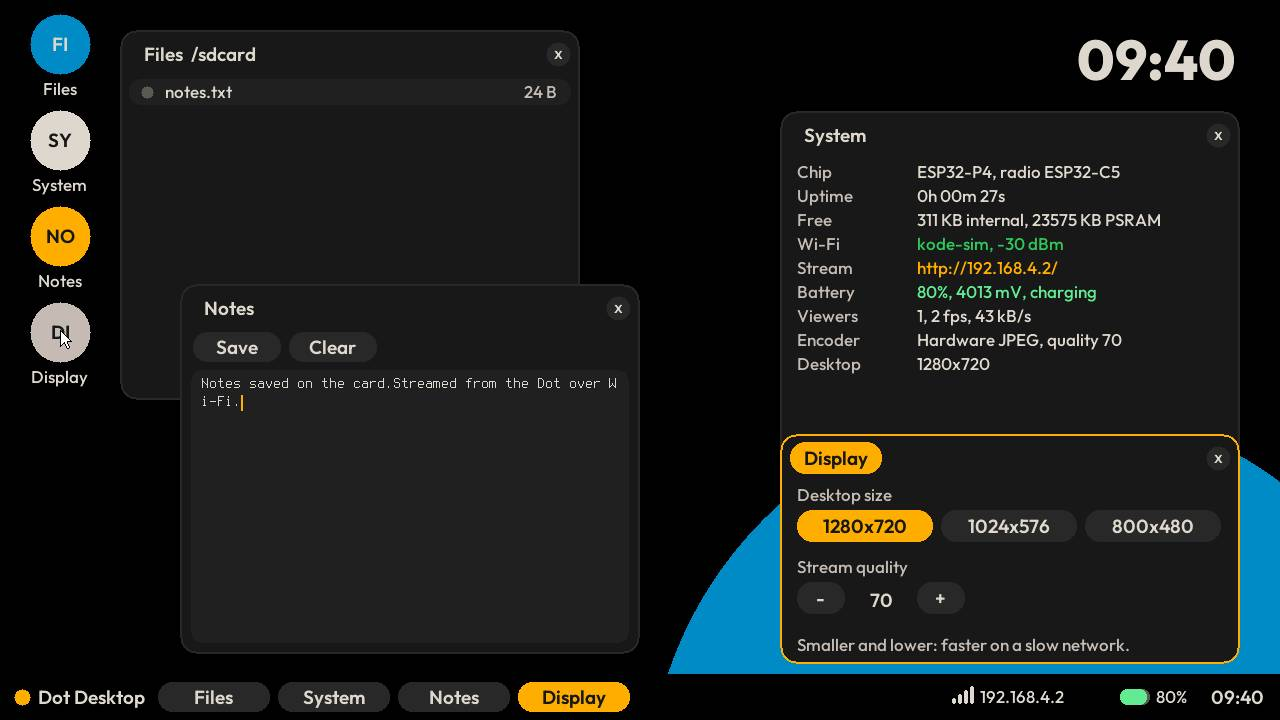 FI
Files
SY
System
NO
Notes
Display
Files /sdcard
x
notes.txt
24 B
Notes
x
Save
Clear
Notes saved on the card.Streamed from the Dot over W
i-Fi.
09:40
System
x
Chip
ESP32-P4, radio ESP32-C5
Uptime
0h 00m 27s
Free
311 KB internal, 23575 KB PSRAM
Wi-Fi
kode-sim, -30 dBm
Stream
http://192.168.4.2/
Battery
80%, 4013 mV, charging
Viewers
1, 2 fps, 43 kB/s
Encoder
Hardware JPEG, quality 70
Desktop
1280x720
Display
x
Desktop size
1280x720
1024x576
800x480
Stream quality
-
70
+
Smaller and lower: faster on a slow network.
Dot Desktop
Files
System
Notes
Display
192.168.4.2
80%
09:40